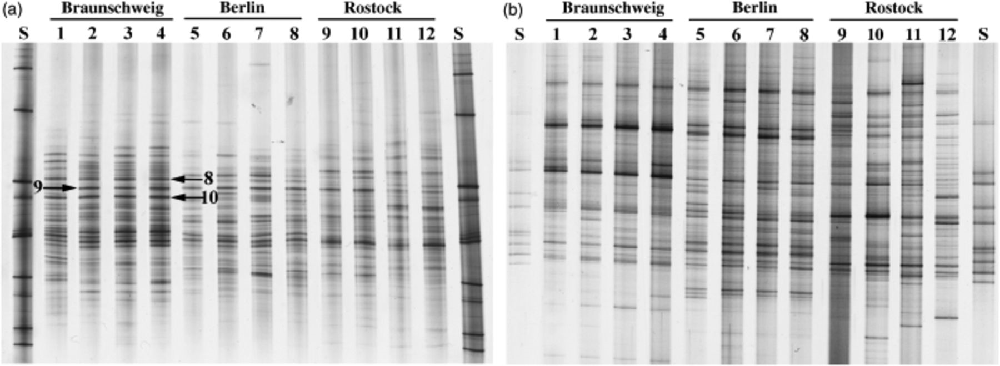 (a) Braunschweig Berlin Rostock
S 1 2 3 4 5 6 7 8 9 10 11 12 S
8
9
10
(b) Braunschweig Berlin Rostock
S 1 2 3 4 5 6 7 8 9 10 11 12 S